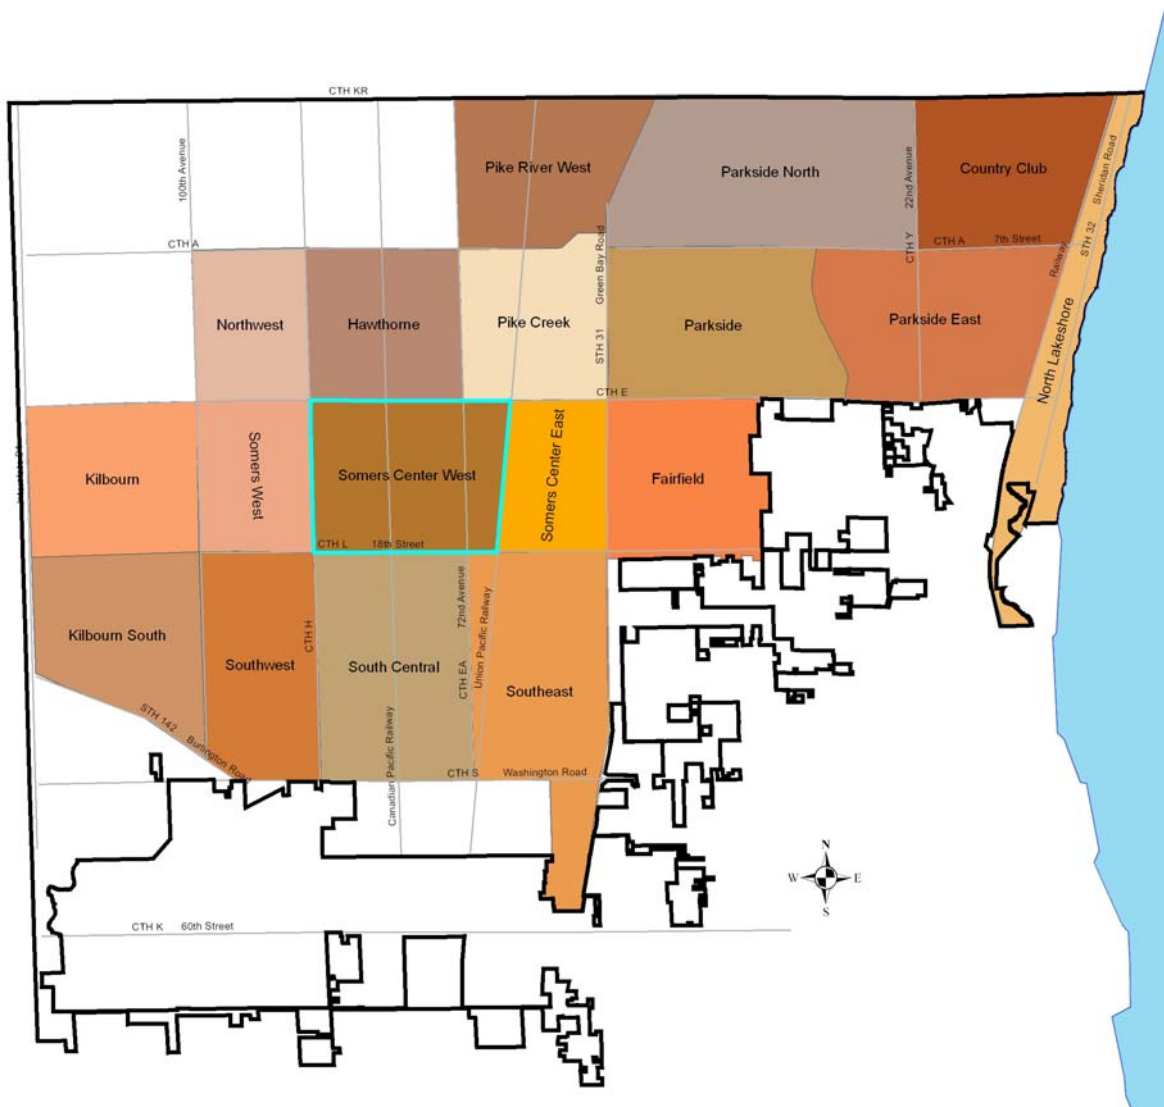 CTH KR
100th Avenue
Pike River West
Parkside North
22nd Avenue
Country Club
Sheridan Road
CTH A
Green Bay Road
CTH Y
CTH A 7th Street
Railway
STH 32
Northwest
Hawthorne
Pike Creek
STH 31
Parkside
Parkside East
North Lakeshore
CTH E
Kilbourn
Somers West
Somers Center West
Somers Center East
Fairfield
CTH L 18th Street
72nd Avenue
Union Pacific Railway
Kilbourn South
CTH H
Southwest
South Central
CTH EA
Southeast
STH 142
Burlington Road
Canadian Pacific Railway
CTH S Washington Road
N
W
E
S
CTH K 60th Street